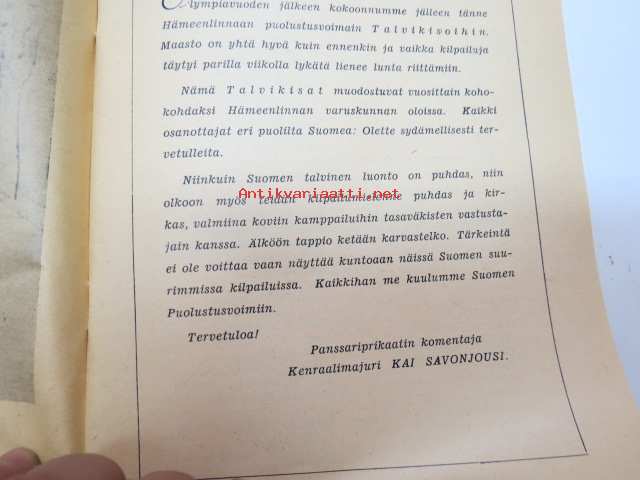 Olympiavuoden jälkeen kokoonnumme jälleen tänne
Hämeenlinnaan puolustusvoimain Talvikisoihin.
Maasto on yhtä hyvä kuin ennenkin ja vaikka kilpailuja
täytyi parilla viikolla lykätä lienee lunta riittämiin.
Nämä Talvikisat muodostuvat vuosittain koho-
kohdaksi Hämeenlinnan varuskunnan oloissa. Kaikki
osanottajat eri puolilta Suomea: Olette sydämellisesti ter-
vetulleita.
Niinkuin Suomen talvinen luonto on puhdas, niin
Antikvariaatti.net
olkoon myös teidän kilpailumielenne puhdas ja kir-
kas, valmiina koviin kamppailuihin tasaväkisten vastusta-
jain kanssa. Älköön tappio ketään karvastelko. Tärkeintä
ei ole voittaa vaan näyttää kuntoaan näissä Suomen suu-
rimmissa kilpailuissa. Kaikkihan me kuulumme Suomen
Puolustusvoimiin.
Tervetuloa!
Panssariprikaatin komentaja
Kenraalimajuri KAI SAVONJOUSI.